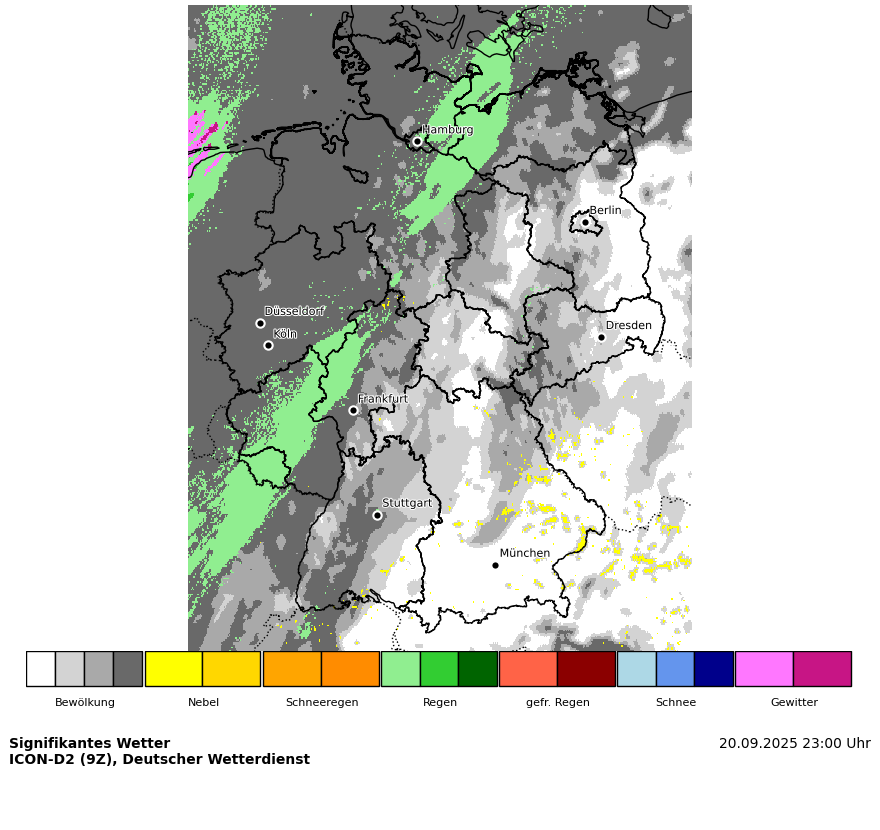 Hamburg
Berlin
Düsseldorf
Köln
Dresden
Frankfurt
Stuttgart
München
Bewölkung Nebel Schneeregen Regen gefr. Regen Schnee Gewitter
Signifikantes Wetter 20.09.2025 23:00 Uhr
ICON-D2 (9Z), Deutscher Wetterdienst